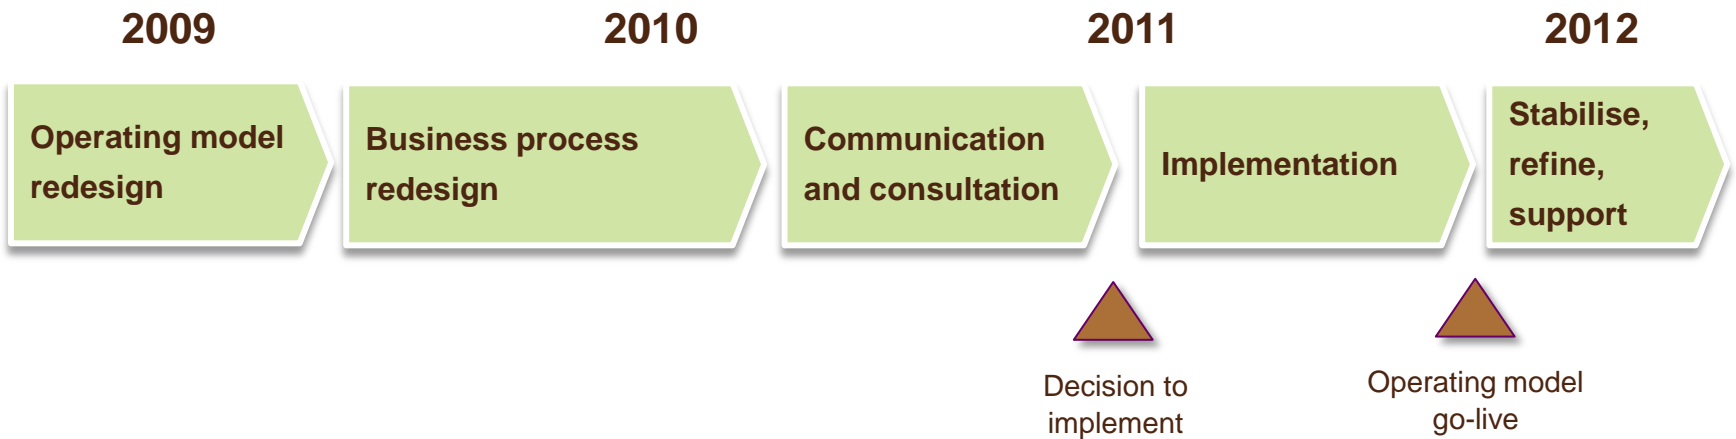 2009
2010
2011
2012
Operating model
redesign
Business process
redesign
Communication
and consultation
Implementation
Stabilise,
refine,
support
Decision to
implement
Operating model
go-live